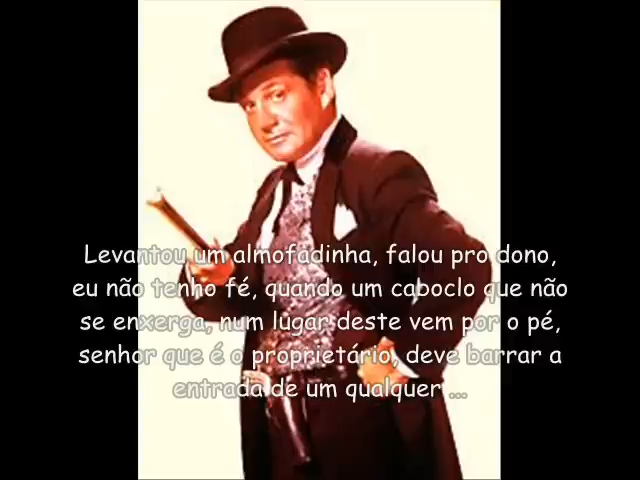 Levantou um almofadinha, falou pro dono,
eu não tenho fé, quando um caboclo que não
se enxerga, num lugar deste vem por o pé,
senhor que é o proprietário, deve barrar a
entrada de um qualquer ...